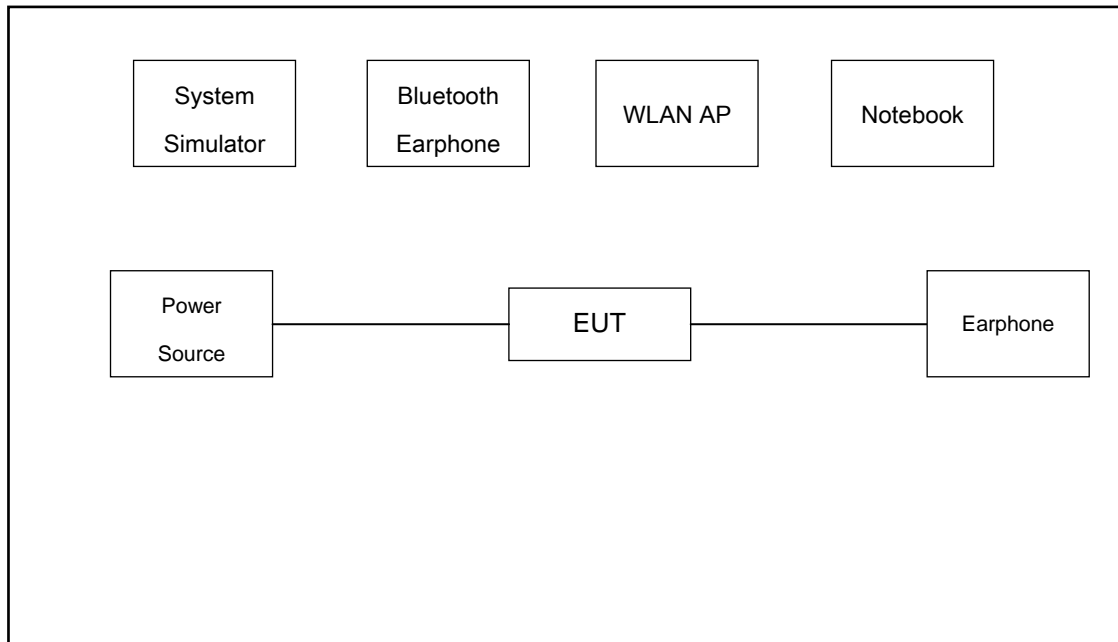 System
Simulator
Bluetooth
Earphone
WLAN AP
Notebook
Power
Source
EUT
Earphone